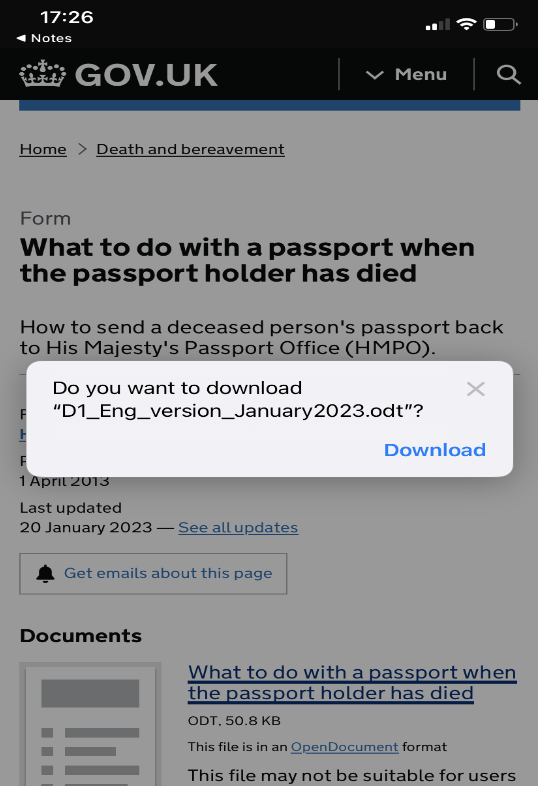 17:26
◀ Notes
GOV.UK
Menu
Home > Death and bereavement
Form
What to do with a passport when
the passport holder has died
How to send a deceased person's passport back
to His Majesty's Passport Office (HMPO).
Do you want to download
“D1_Eng_version_January2023.odt”?
Download
1 April 2013
Last updated
20 January 2023 — See all updates
Get emails about this page
Documents
What to do with a passport when
the passport holder has died
ODT, 50.8 KB
This file is in an OpenDocument format
This file may not be suitable for users